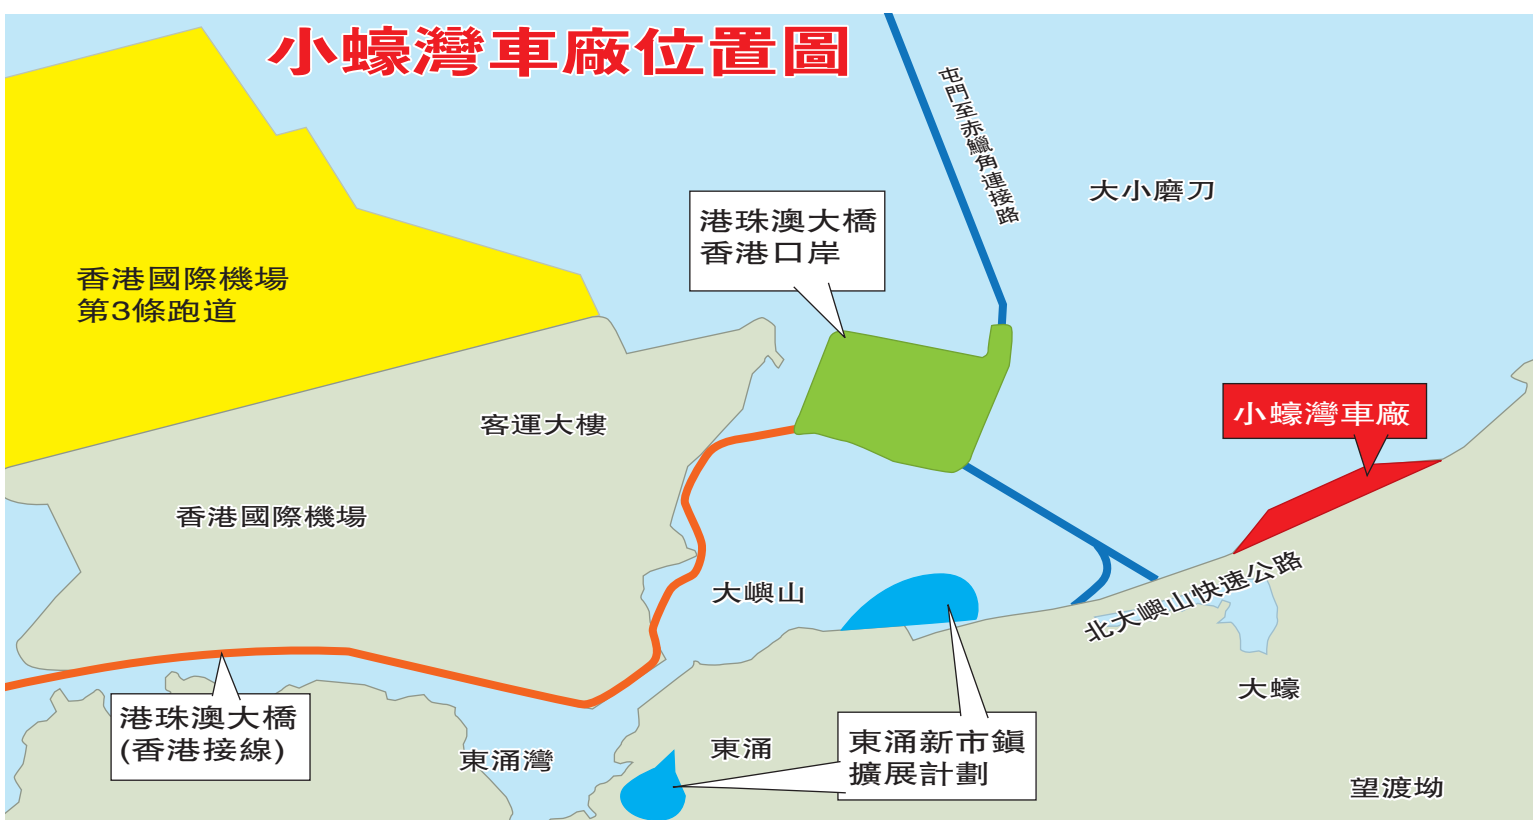 小蠔灣車廠位置圖
屯門至赤鱲角連接路
大小磨刀
港珠澳大橋
香港口岸
香港國際機場
第3條跑道
小蠔灣車廠
客運大樓
香港國際機場
大嶼山
北大嶼山快速公路
大蠔
港珠澳大橋
(香港接線)
東涌灣
東涌
東涌新市鎮
擴展計劃
望渡坳